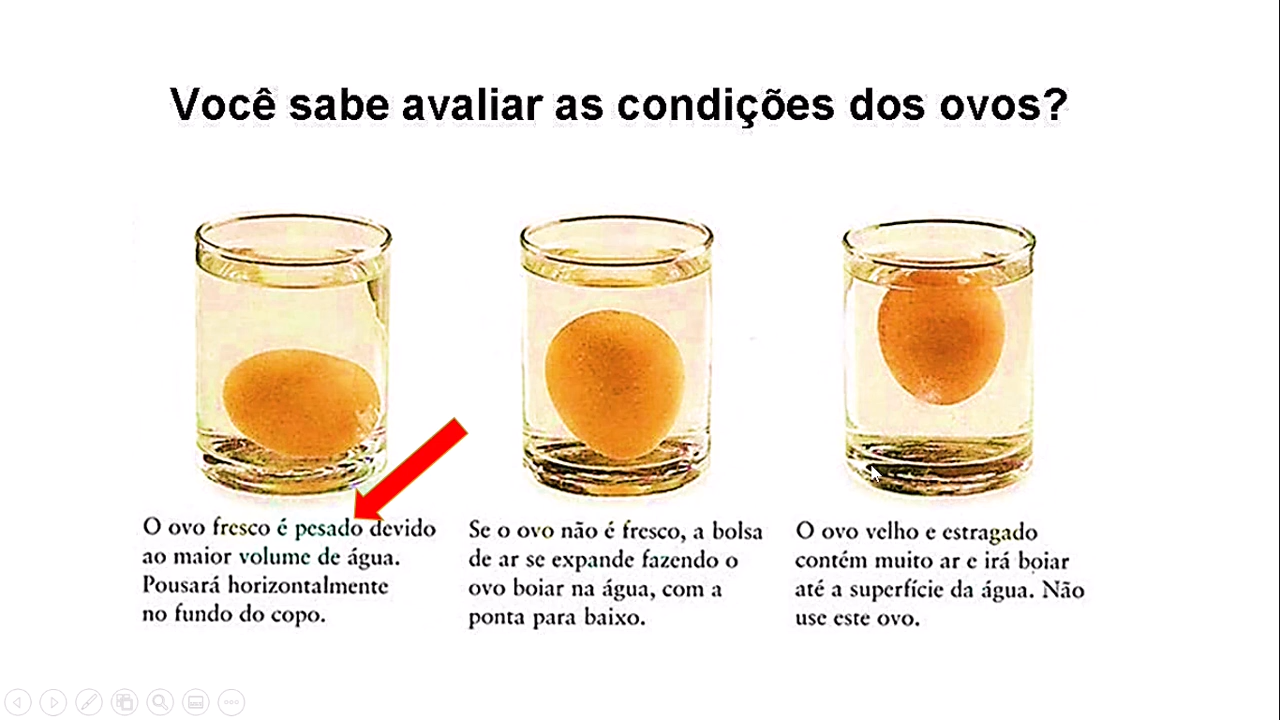 Você sabe avaliar as condições dos ovos?
O ovo fresco é pesado devido
ao maior volume de água.
Pousará horizontalmente
no fundo do copo.
Se o ovo não é fresco, a bolsa
de ar se expande fazendo o
ovo boiar na água, com a
ponta para baixo.
O ovo velho e estragado
contém muito ar e irá boiar
até a superfície da água. Não
use este ovo.